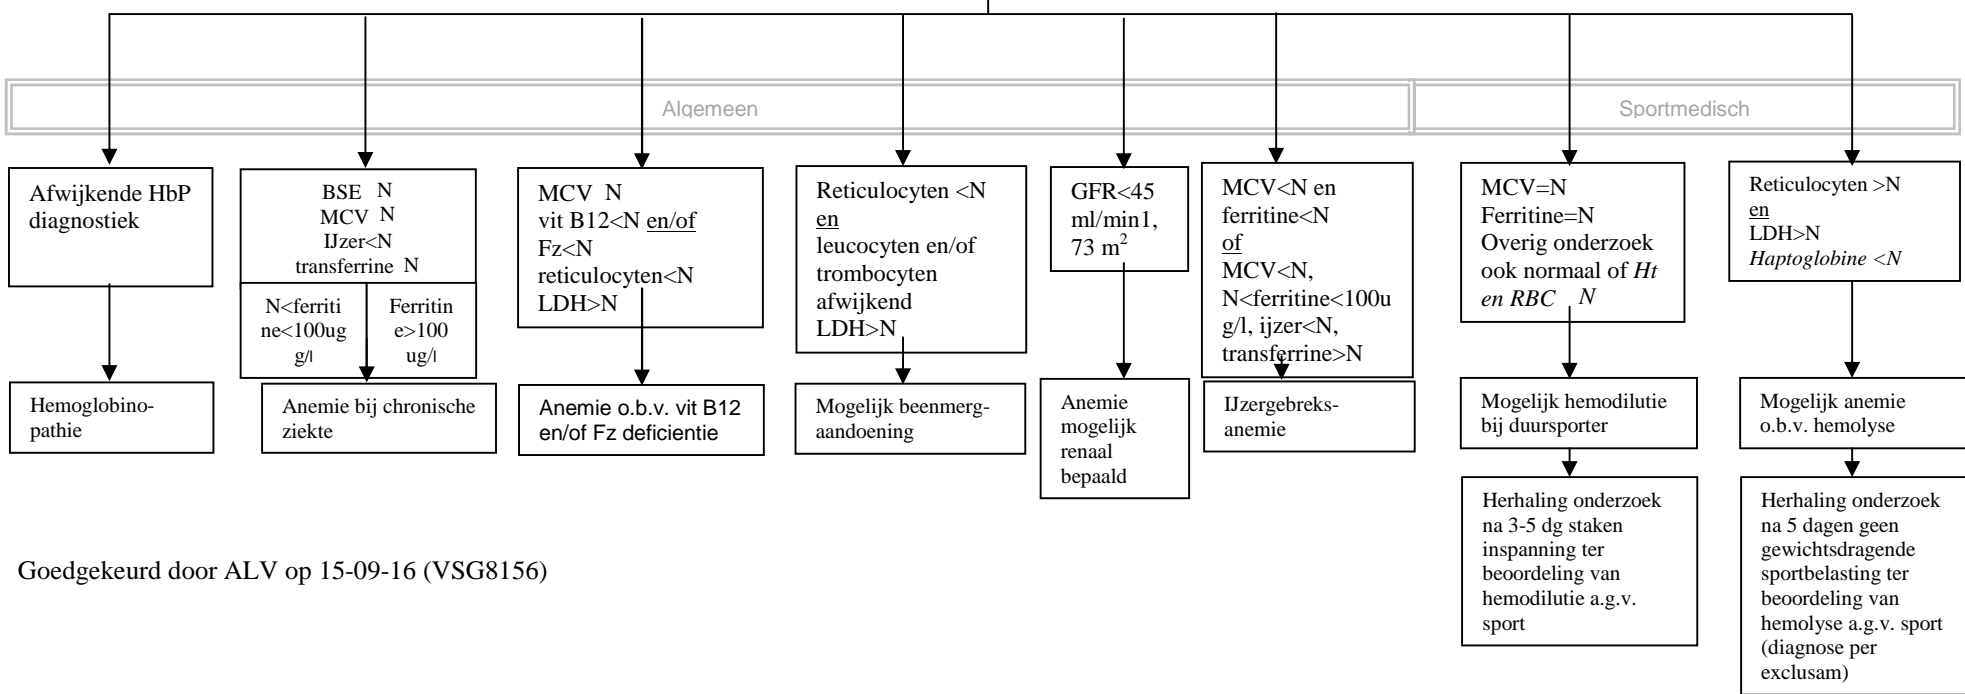 Algemeen
Sportmedisch
Afwijkende HbP
diagnostiek
BSE N
MCV N
IJzer<N
transferrine N
N<ferriti
ne<100ug
g/l
Ferritin
e>100
ug/l
MCV N
vit B12<N en/of
Fz<N
reticulocyten<N
LDH>N
Reticulocyten <N
en
leucocyten en/of
trombocyten
afwijkend
LDH>N
GFR<45
ml/min1,
73 m²
MCV<N en
ferritine<N
of
MCV<N,
N<ferritine<100u
g/l, ijzer<N,
transferrine>N
MCV=N
Ferritine=N
Overig onderzoek
ook normaal of Ht
en RBC N
Reticulocyten >N
en
LDH>N
Haptoglobine <N
Hemoglobino-
pathie
Anemie bij chronische
ziekte
Anemie o.b.v. vit B12
en/of Fz deficientie
Mogelijk beenmerg-
aandoening
Anemie
mogelijk
renaal
bepaald
IJzergebreks-
anemie
Mogelijk hemodilutie
bij duursporter
Mogelijk anemie
o.b.v. hemolyse
Herhaling onderzoek
na 3-5 dg staken
inspanning ter
beoordeling van
hemodilutie a.g.v.
sport
Herhaling onderzoek
na 5 dagen geen
gewichtsdragende
sportbelasting ter
beoordeling van
hemolyse a.g.v. sport
(diagnose per
exclusam)
Goedgekeurd door ALV op 15-09-16 (VSG8156)